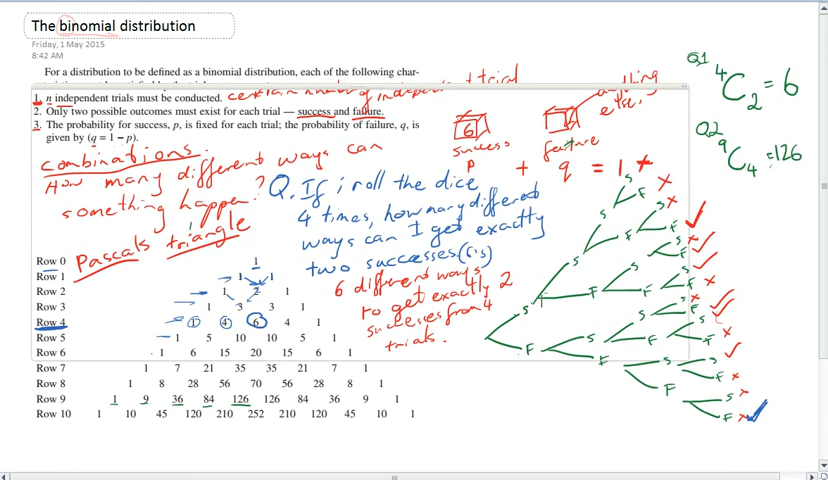 The binomial distribution
Friday, 1 May 2015
8:42 AM
For a distribution to be defined as a binomial distribution, each of the following char-
1. n independent trials must be conducted. certain number of independent trial
2. Only two possible outcomes must exist for each trial — success and failure.
3. The probability for success, p, is fixed for each trial; the probability of failure, q, is
given by (q = 1 – p).
6
success
p
anything
else.
feature
+ q = 1
Q1
⁴C₂ = 6
Q2
⁹C₄ = 126
combinations.
How many different ways can
something happen?
Pascals triangle
Q. If i roll the dice
4 times, how many different
ways can I get exactly
two successes. (6's)
6 different ways
to get exactly 2
successes from 4
trials.
Row 0 1
Row 1 1 1
Row 2 1 2 1
Row 3 1 3 3 1
Row 4 1 4 6 4 1
Row 5 1 5 10 10 5 1
Row 6 1 6 15 20 15 6 1
Row 7 1 7 21 35 35 21 7 1
Row 8 1 8 28 56 70 56 28 8 1
Row 9 1 9 36 84 126 126 84 36 9 1
Row 10 1 10 45 120 210 252 210 120 45 10 1
S
F
S
F
S
F
S
F
S
F
S
F
S
F
S
F
S
F
S
F
S
F
S
F
S
F